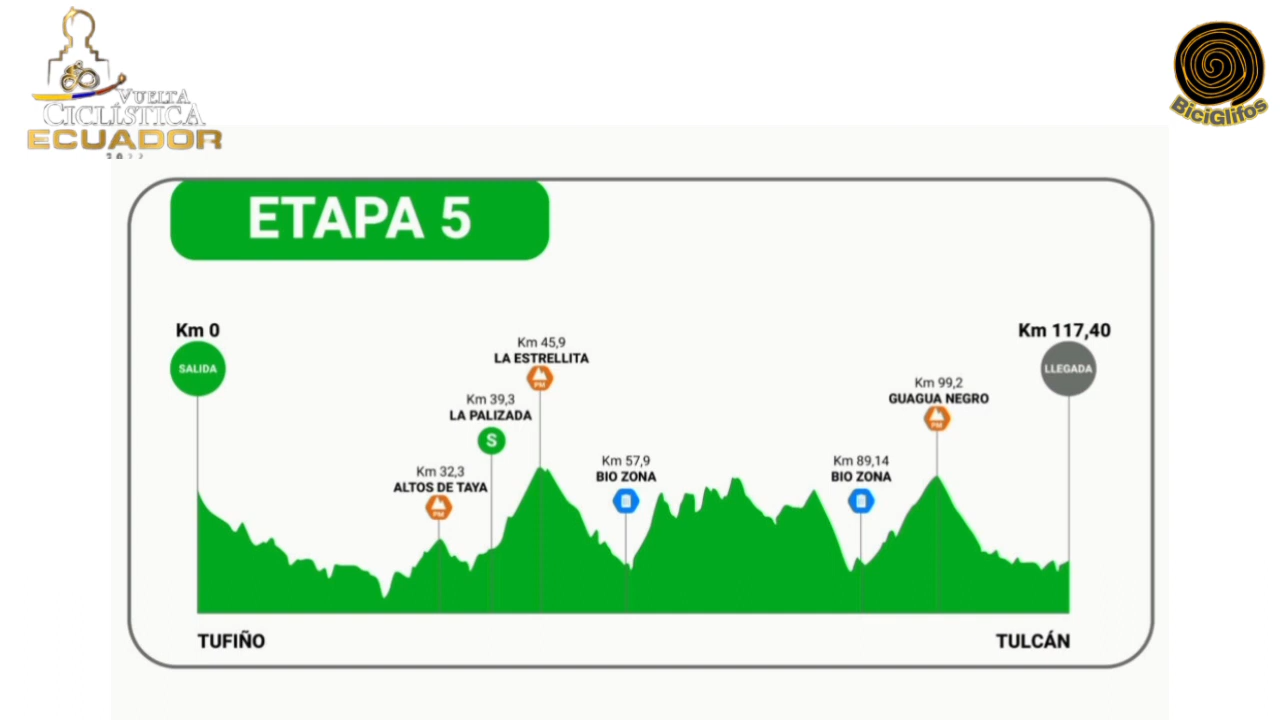 VUELTA
CICLÍSTICA
ECUADOR
BiciGlifos
ETAPA 5
Km 0
SALIDA
Km 32,3
ALTOS DE TAYA
PM
Km 39,3
LA PALIZADA
S
Km 45,9
LA ESTRELLITA
PM
Km 57,9
BIO ZONA
Km 89,14
BIO ZONA
Km 99,2
GUAGUA NEGRO
PM
Km 117,40
LLEGADA
TUFIÑO
TULCÁN